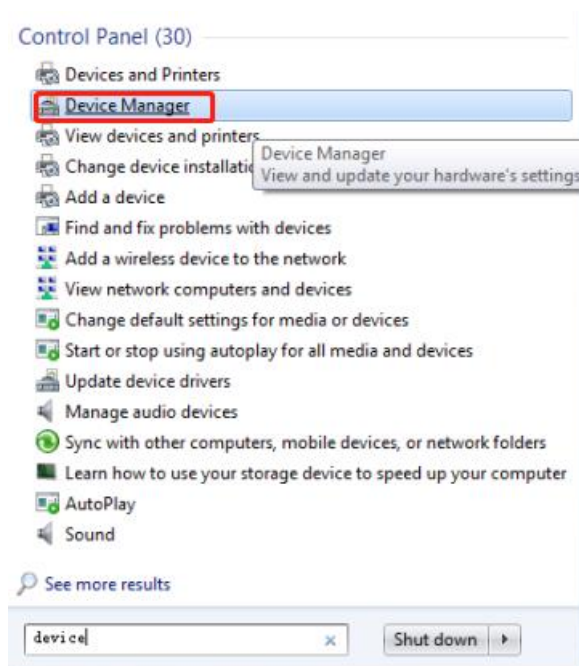 Control Panel (30)
Devices and Printers
Device Manager
View devices and printers
Device Manager
Change device installati
View and update your hardware's settings
Add a device
Find and fix problems with devices
Add a wireless device to the network
View network computers and devices
Change default settings for media or devices
Start or stop using autoplay for all media and devices
Update device drivers
Manage audio devices
Sync with other computers, mobile devices, or network folders
Learn how to use your storage device to speed up your computer
AutoPlay
Sound
See more results
device
Shut down